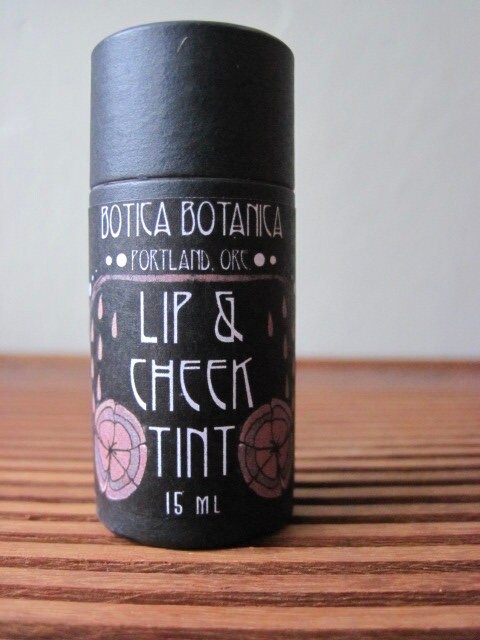 BOTICA BOTANICA
PORTLAND, ORE
LIP &
CHEEK
TINT
15 ML